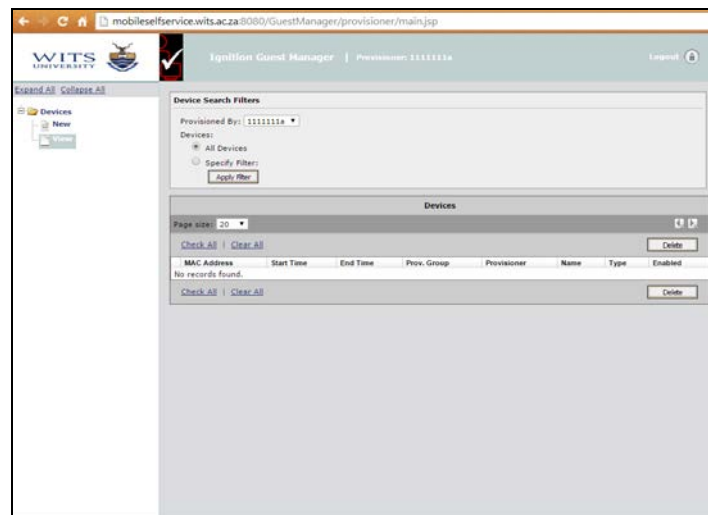 mobileselfservice.wits.ac.za:8080/GuestManager/provisioner/main.jsp
WITS
UNIVERSITY
Ignition Guest Manager | Provisioner: 1111111a
Logout
Expand All Collapse All
Devices
New
View
Device Search Filters
Provisioned By: 1111111a
Devices:
All Devices
Specify Filter:
Apply filter
Devices
Page size: 20
Check All | Clear All
Delete
MAC Address Start Time End Time Prov. Group Provisioner Name Type Enabled
No records found.
Check All | Clear All
Delete